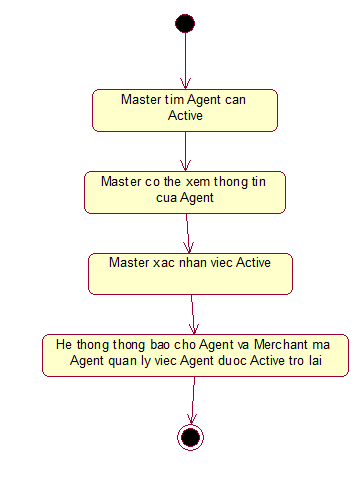 Master tim Agent can
Active
Master co the xem thong tin
cua Agent
Master xac nhan viec Active
He thong thong bao cho Agent va Merchant ma
Agent quan ly viec Agent duoc Active tro lai